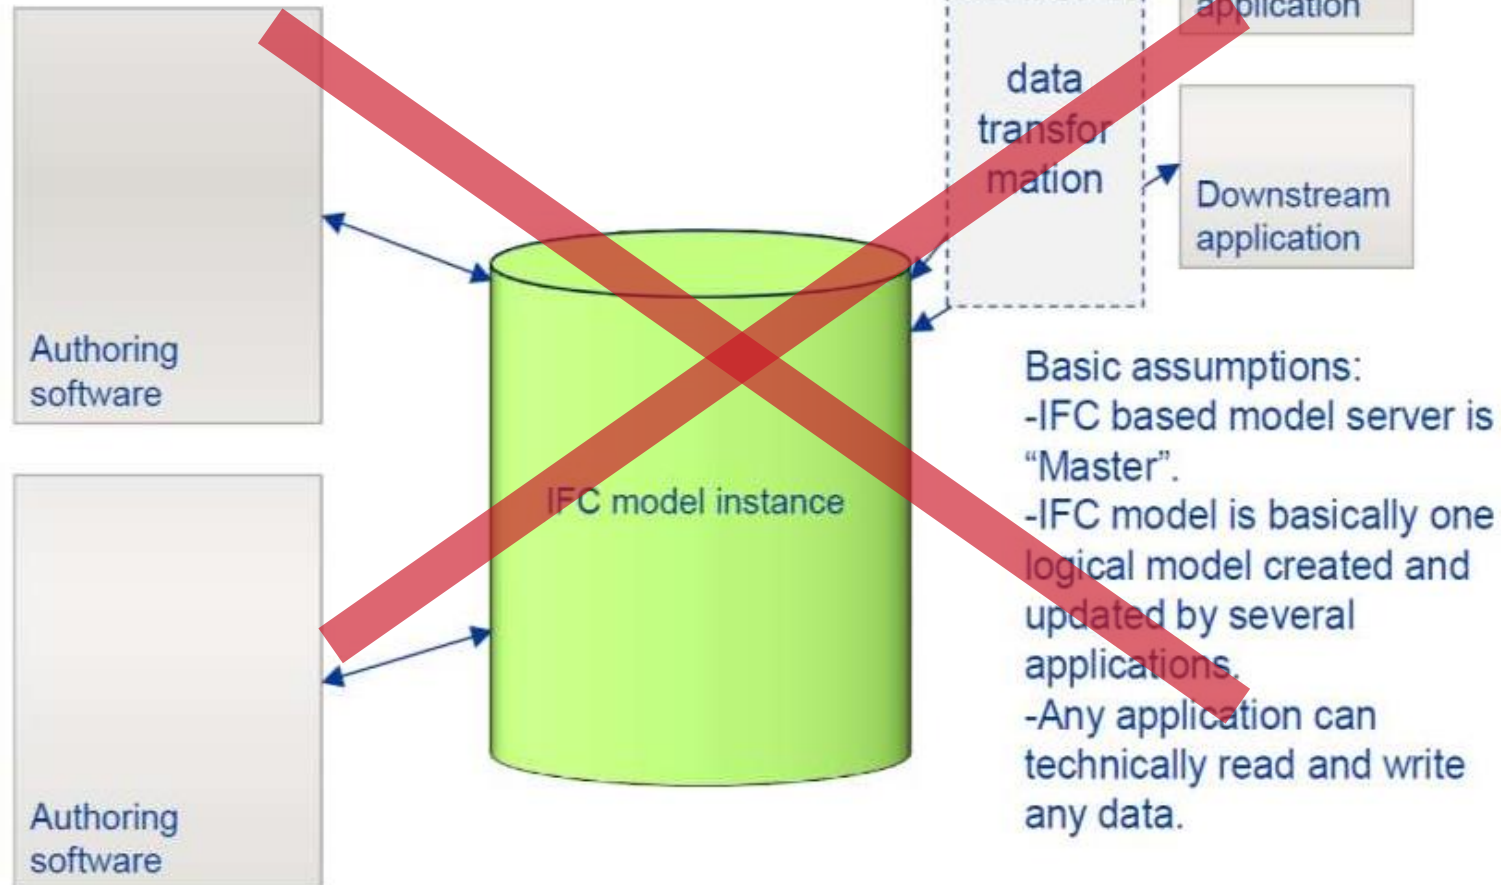 application
data
transfor
mation
Downstream
application
Authoring
software
IFC model instance
Basic assumptions:
-IFC based model server is
“Master”.
-IFC model is basically one
logical model created and
updated by several
applications.
-Any application can
technically read and write
any data.
Authoring
software